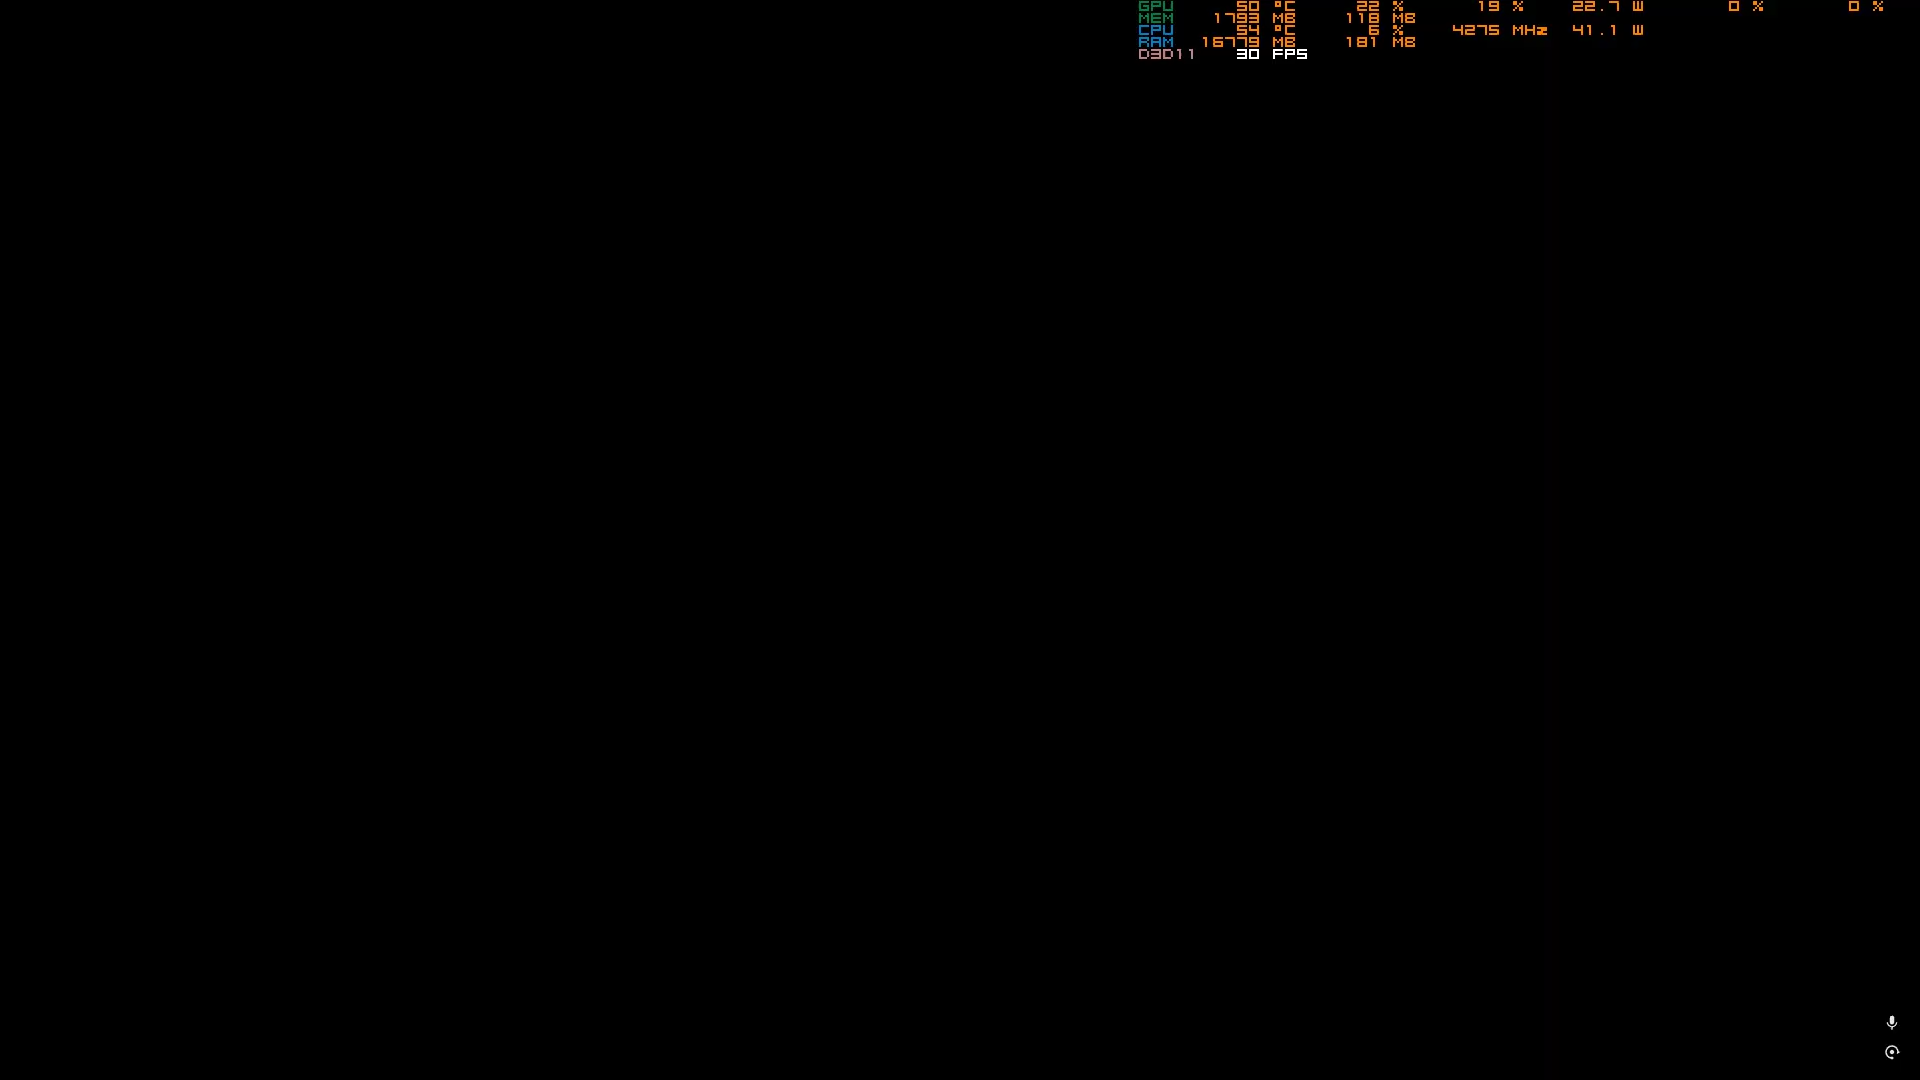 GPU 50 °C 22 % 19 % 22.7 W 0 % 0 %
MEM 1793 MB 118 MB
CPU 54 °C 6 % 4275 MHz 41.1 W
RAM 16779 MB 181 MB
D3D11 30 FPS